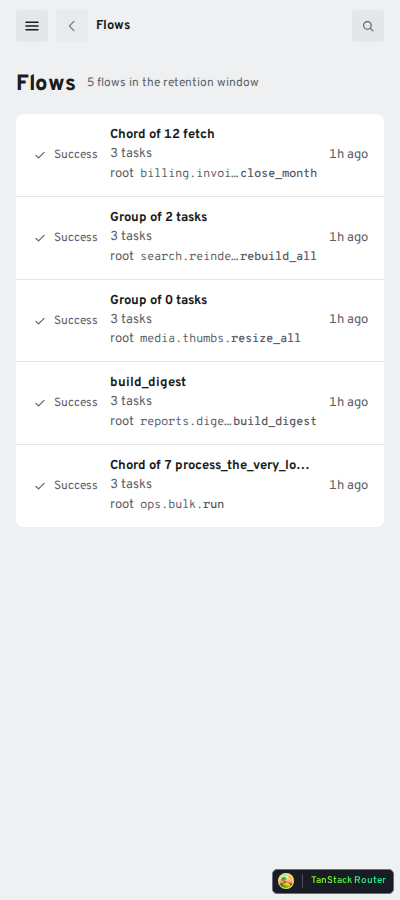 Flows
Flows 5 flows in the retention window
Chord of 12 fetch
Success 3 tasks 1h ago
root billing.invoi…close_month
Group of 2 tasks
Success 3 tasks 1h ago
root search.reinde…rebuild_all
Group of 0 tasks
Success 3 tasks 1h ago
root media.thumbs.resize_all
build_digest
Success 3 tasks 1h ago
root reports.dige…build_digest
Chord of 7 process_the_very_lo…
Success 3 tasks 1h ago
root ops.bulk.run
TanStack Router